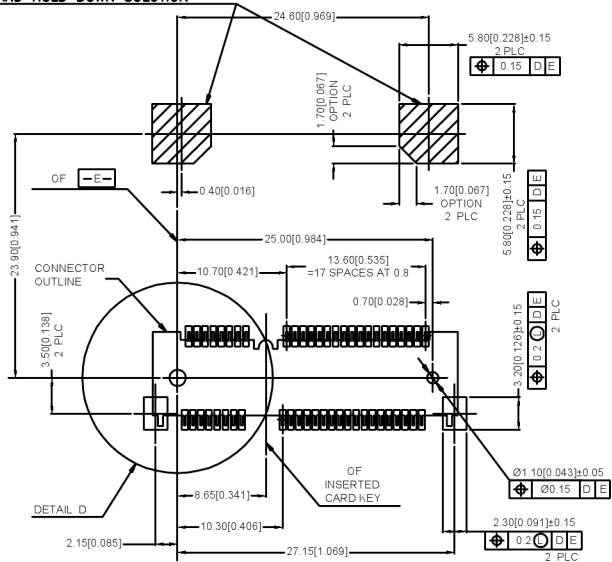 24.60[0.969]
5.80[0.228]±0.15
2 PLC
⌖ 0.15 D E
1.70[0.067]
OPTION
2 PLC
0.40[0.016]
1.70[0.067]
OPTION
2 PLC
5.80[0.228]±0.15
2 PLC
⌖ 0.15 D E
OF -E-
23.90[0.941]
25.00[0.984]
CONNECTOR
OUTLINE
10.70[0.421]
13.60[0.535]
=17 SPACES AT 0.8
0.70[0.028]
3.50[0.138]
2 PLC
3.20[0.126]±0.15
⌖ 0.2 Ⓛ D E
2 PLC
Ø1.10[0.043]±0.05
⌖ Ø0.15 D E
OF
INSERTED
CARD KEY
8.65[0.341]
DETAIL D
10.30[0.406]
2.15[0.085]
27.15[1.069]
2.30[0.091]±0.15
⌖ 0.2 Ⓛ D E
2 PLC